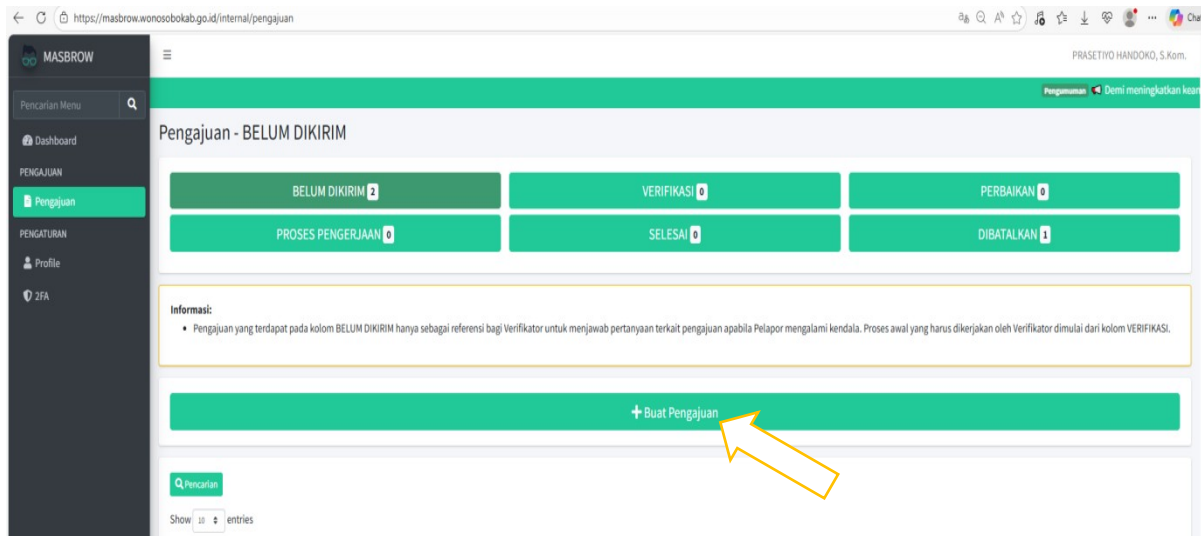 https://masbrow.wonosobokab.go.id/internal/pengajuan
Chat
MASBROW
PRASETIYO HANDOKO, S.Kom.
Pencarian Menu
Pengumuman Demi meningkatkan kean
Dashboard
Pengajuan - BELUM DIKIRIM
PENGAJUAN
Pengajuan
PENGATURAN
Profile
2FA
BELUM DIKIRIM 2
VERIFIKASI 0
PERBAIKAN 0
PROSES PENGERJAAN 0
SELESAI 0
DIBATALKAN 1
Informasi:
• Pengajuan yang terdapat pada kolom BELUM DIKIRIM hanya sebagai referensi bagi Verifikator untuk menjawab pertanyaan terkait pengajuan apabila Pelapor mengalami kendala. Proses awal yang harus dikerjakan oleh Verifikator dimulai dari kolom VERIFIKASI.
+ Buat Pengajuan
Pencarian
Show 10 entries